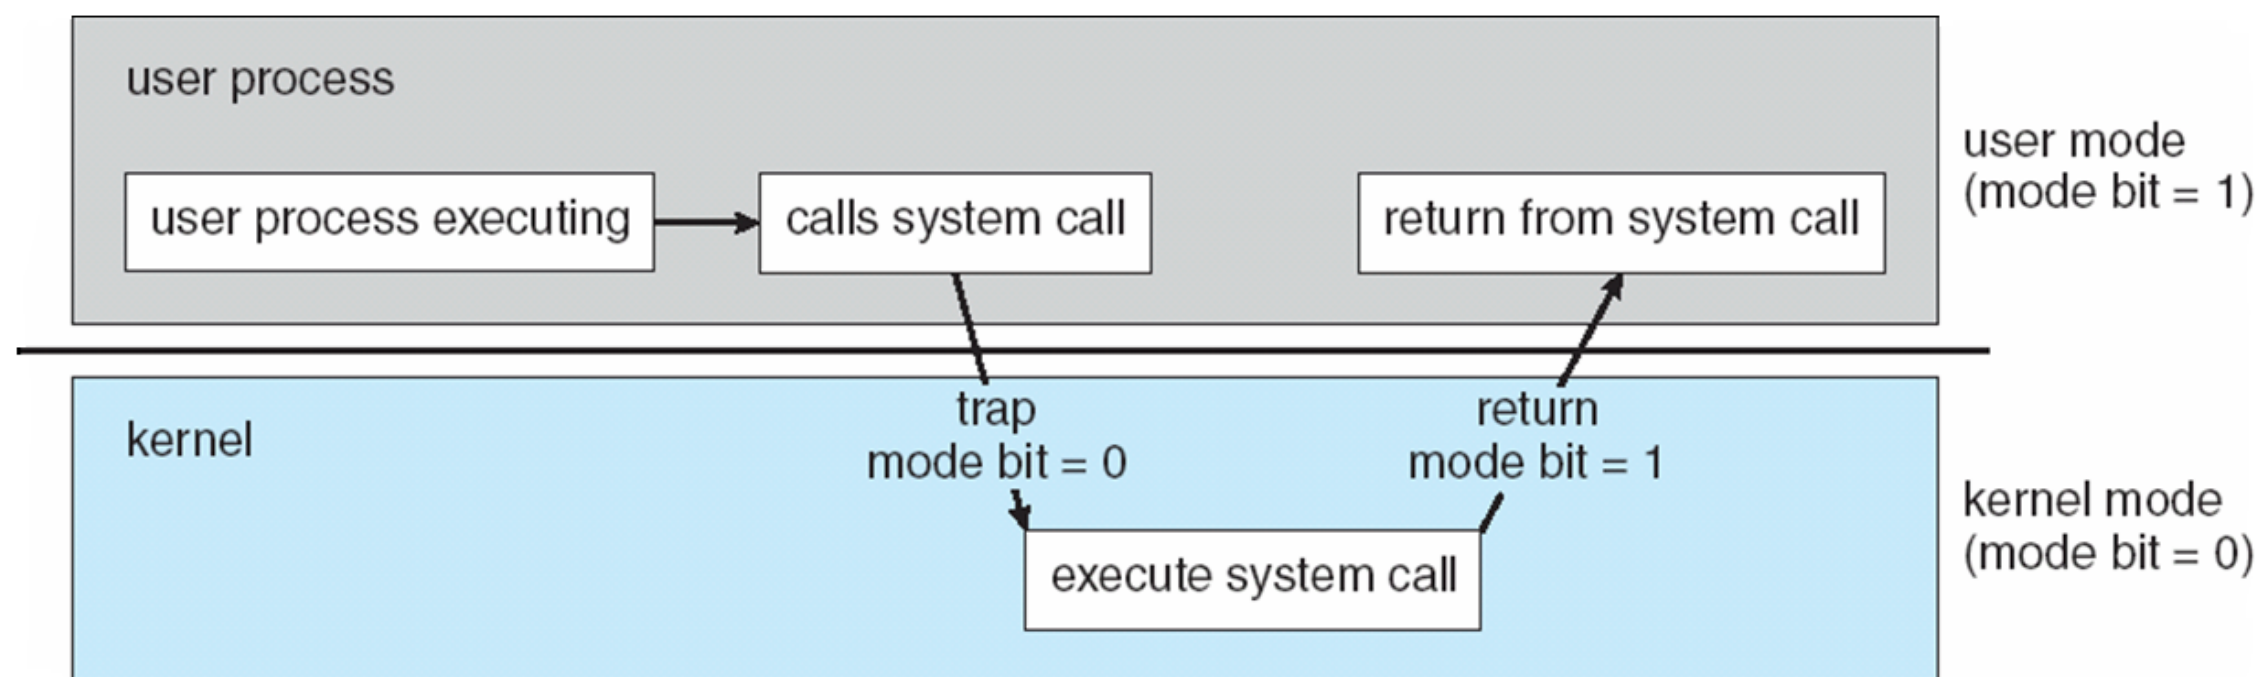 user process
user process executing
calls system call
return from system call
user mode
(mode bit = 1)
kernel
trap
mode bit = 0
return
mode bit = 1
execute system call
kernel mode
(mode bit = 0)